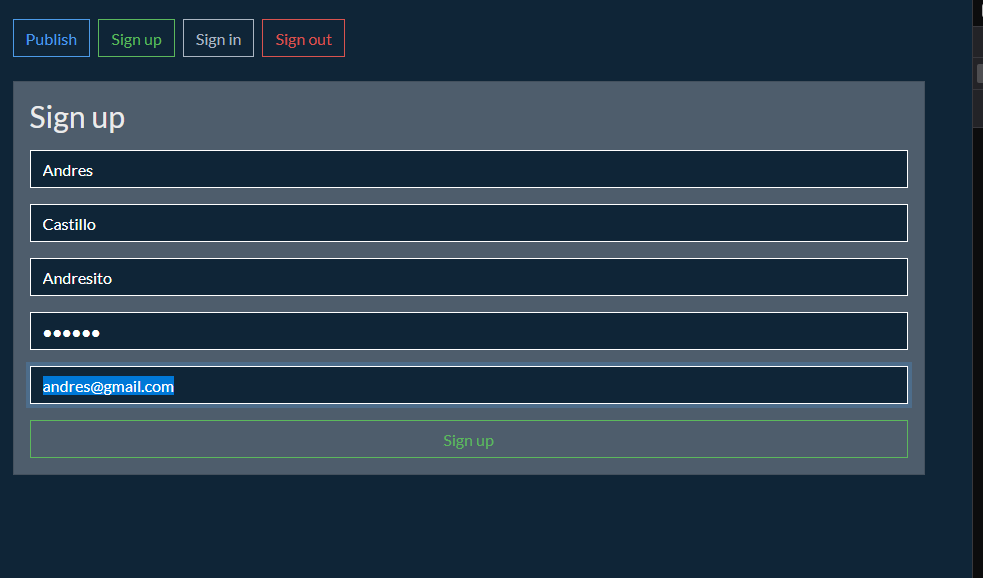 Publish Sign up Sign in Sign out
Sign up
Andres
Castillo
Andresito
●●●●●●
andres@gmail.com
Sign up